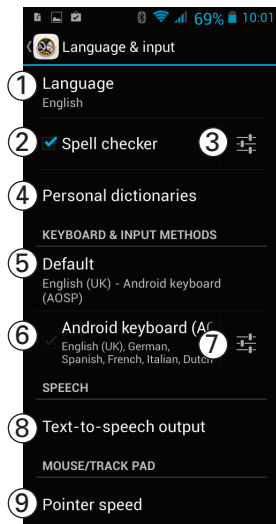 69% 10:01
Language & input
1 Language
English
2 Spell checker 3
4 Personal dictionaries
KEYBOARD & INPUT METHODS
5 Default
English (UK) - Android keyboard
(AOSP)
6 Android keyboard (AO
English (UK), German, 7
Spanish, French, Italian, Dutch
SPEECH
8 Text-to-speech output
MOUSE/TRACK PAD
9 Pointer speed